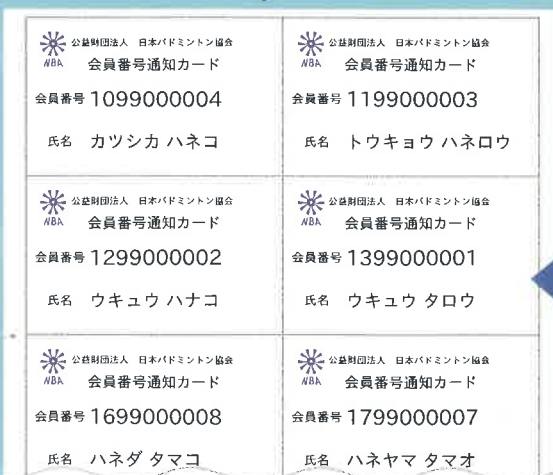 公益財団法人 日本バドミントン協会
NBA 会員番号通知カード
会員番号 1099000004
氏名 カツシカ ハネコ
公益財団法人 日本バドミントン協会
NBA 会員番号通知カード
会員番号 1199000003
氏名 トウキョウ ハネロウ
公益財団法人 日本バドミントン協会
NBA 会員番号通知カード
会員番号 1299000002
氏名 ウキュウ ハナコ
公益財団法人 日本バドミントン協会
NBA 会員番号通知カード
会員番号 1399000001
氏名 ウキュウ タロウ
公益財団法人 日本バドミントン協会
NBA 会員番号通知カード
会員番号 1699000008
氏名 ハネダ タマコ
公益財団法人 日本バドミントン協会
NBA 会員番号通知カード
会員番号 1799000007
氏名 ハネヤマ タマオ